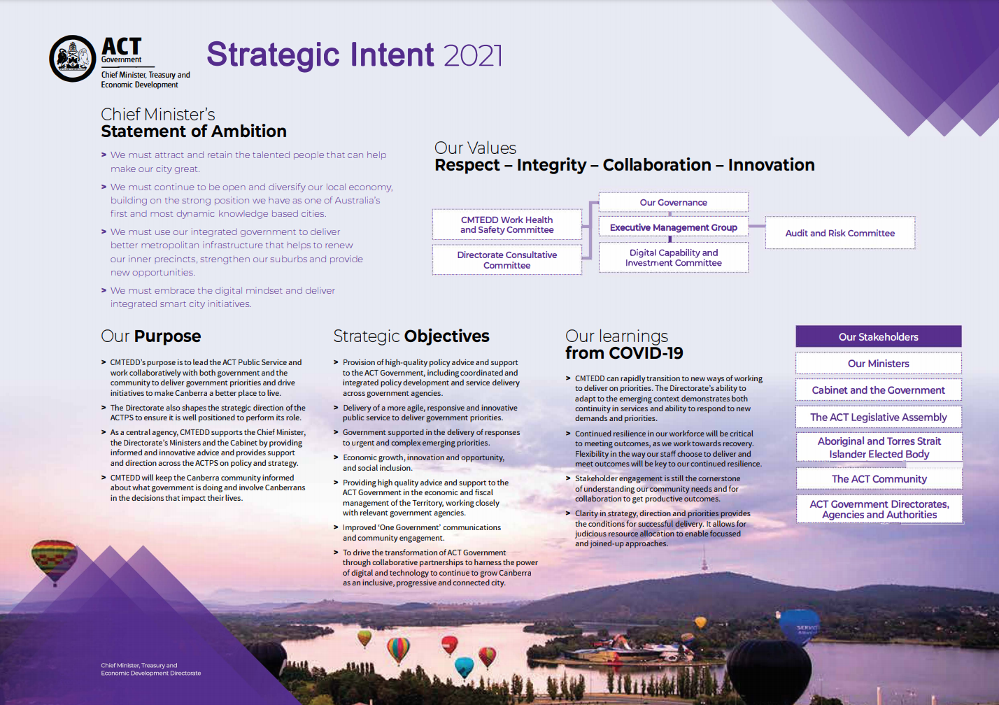 ACT
Government
Chief Minister, Treasury and
Economic Development
Strategic Intent 2021
Chief Minister's
Statement of Ambition
> We must attract and retain the talented people that can help
make our city great.
> We must continue to be open and diversify our local economy,
building on the strong position we have as one of Australia's
first and most dynamic knowledge based cities.
> We must use our integrated government to deliver
better metropolitan infrastructure that helps to renew
our inner precincts, strengthen our suburbs and provide
new opportunities.
> We must embrace the digital mindset and deliver
integrated smart city initiatives.
Our Values
Respect – Integrity – Collaboration – Innovation
Our Governance
CMTEDD Work Health
and Safety Committee
Executive Management Group
Audit and Risk Committee
Directorate Consultative
Committee
Digital Capability and
Investment Committee
Our Purpose
> CMTEDD's purpose is to lead the ACT Public Service and
work collaboratively with both government and the
community to deliver government priorities and drive
initiatives to make Canberra a better place to live.
> The Directorate also shapes the strategic direction of the
ACTPS to ensure it is well positioned to perform its role.
> As a central agency, CMTEDD supports the Chief Minister,
the Directorate's Ministers and the Cabinet by providing
informed and innovative advice and provides support
and direction across the ACTPS on policy and strategy.
> CMTEDD will keep the Canberra community informed
about what government is doing and involve Canberrans
in the decisions that impact their lives.
Strategic Objectives
> Provision of high-quality policy advice and support
to the ACT Government, including coordinated and
integrated policy development and service delivery
across government agencies.
> Delivery of a more agile, responsive and innovative
public service to deliver government priorities.
> Government supported in the delivery of responses
to urgent and complex emerging priorities.
> Economic growth, innovation and opportunity,
and social inclusion.
> Providing high quality advice and support to the
ACT Government in the economic and fiscal
management of the Territory, working closely
with relevant government agencies.
> Improved 'One Government' communications
and community engagement.
> To drive the transformation of ACT Government
through collaborative partnerships to harness the power
of digital and technology to continue to grow Canberra
as an inclusive, progressive and connected city.
Our learnings
from COVID-19
> CMTEDD can rapidly transition to new ways of working
to deliver on priorities. The Directorate's ability to
adapt to the emerging context demonstrates both
continuity in services and ability to respond to new
demands and priorities.
> Continued resilience in our workforce will be critical
to meeting outcomes, as we work towards recovery.
Flexibility in the way our staff choose to deliver and
meet outcomes will be key to our continued resilience.
> Stakeholder engagement is still the cornerstone
of understanding our community needs and for
collaboration to get productive outcomes.
> Clarity in strategy, direction and priorities provides
the conditions for successful delivery. It allows for
judicious resource allocation to enable focussed
and joined-up approaches.
Our Stakeholders
Our Ministers
Cabinet and the Government
The ACT Legislative Assembly
Aboriginal and Torres Strait
Islander Elected Body
The ACT Community
ACT Government Directorates,
Agencies and Authorities
Chief Minister, Treasury and
Economic Development Directorate